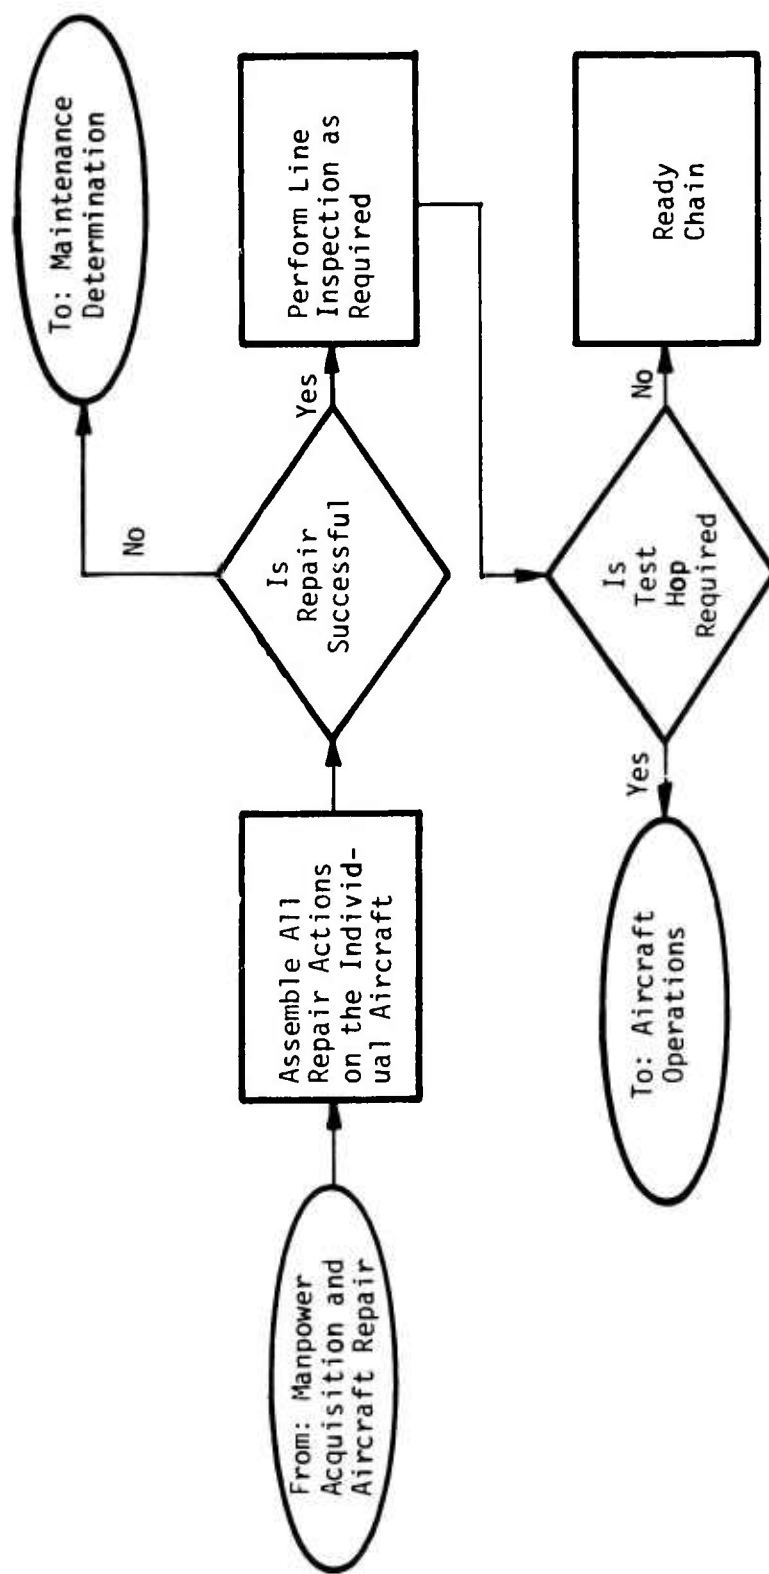 From: Manpower
Acquisition and
Aircraft Repair
Assemble All
Repair Actions
on the Individ-
ual Aircraft
Is
Repair
Successful
No
To: Maintenance
Determination
Yes
Perform Line
Inspection as
Required
Is
Test
Hop
Required
Yes
To: Aircraft
Operations
No
Ready
Chain